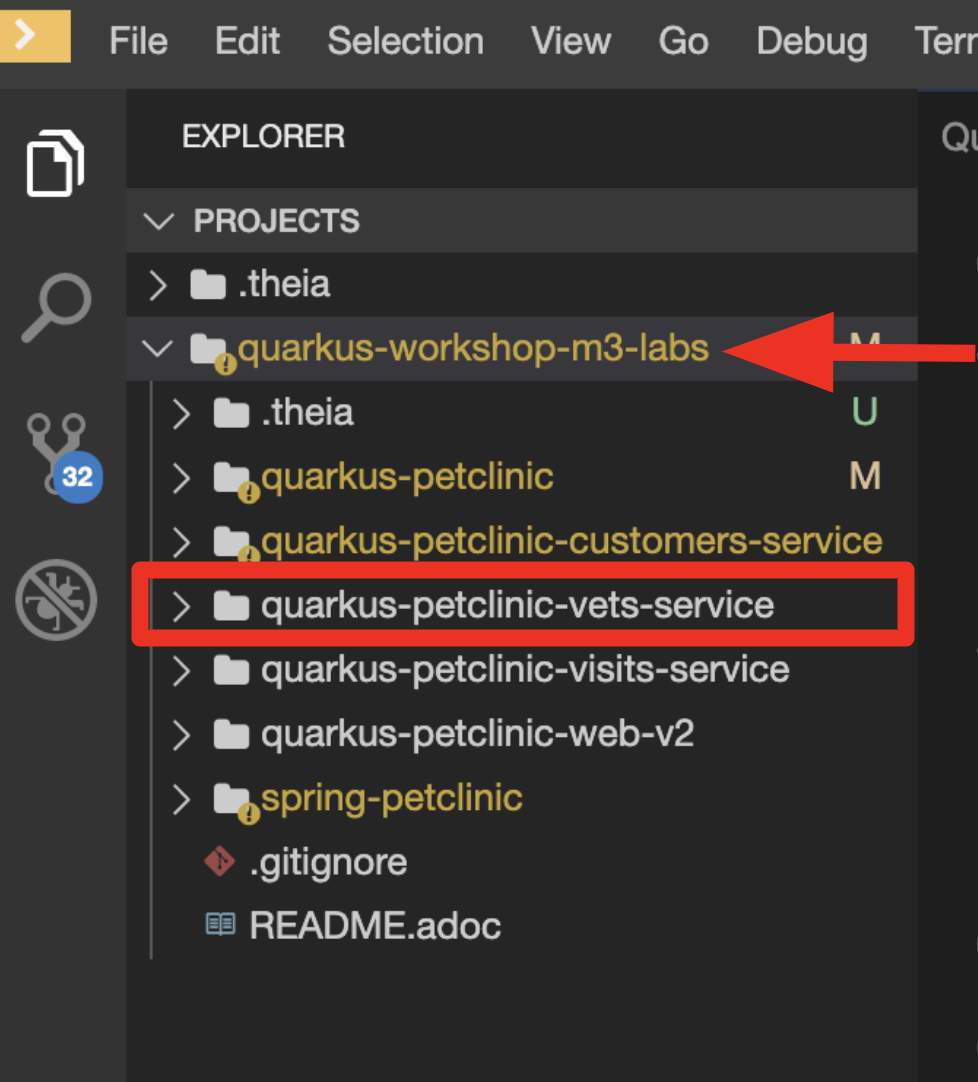 File Edit Selection View Go Debug
EXPLORER
PROJECTS
.theia
quarkus-workshop-m3-labs M
.theia U
quarkus-petclinic M
32
quarkus-petclinic-customers-service
quarkus-petclinic-vets-service
quarkus-petclinic-visits-service
quarkus-petclinic-web-v2
spring-petclinic
.gitignore
README.adoc